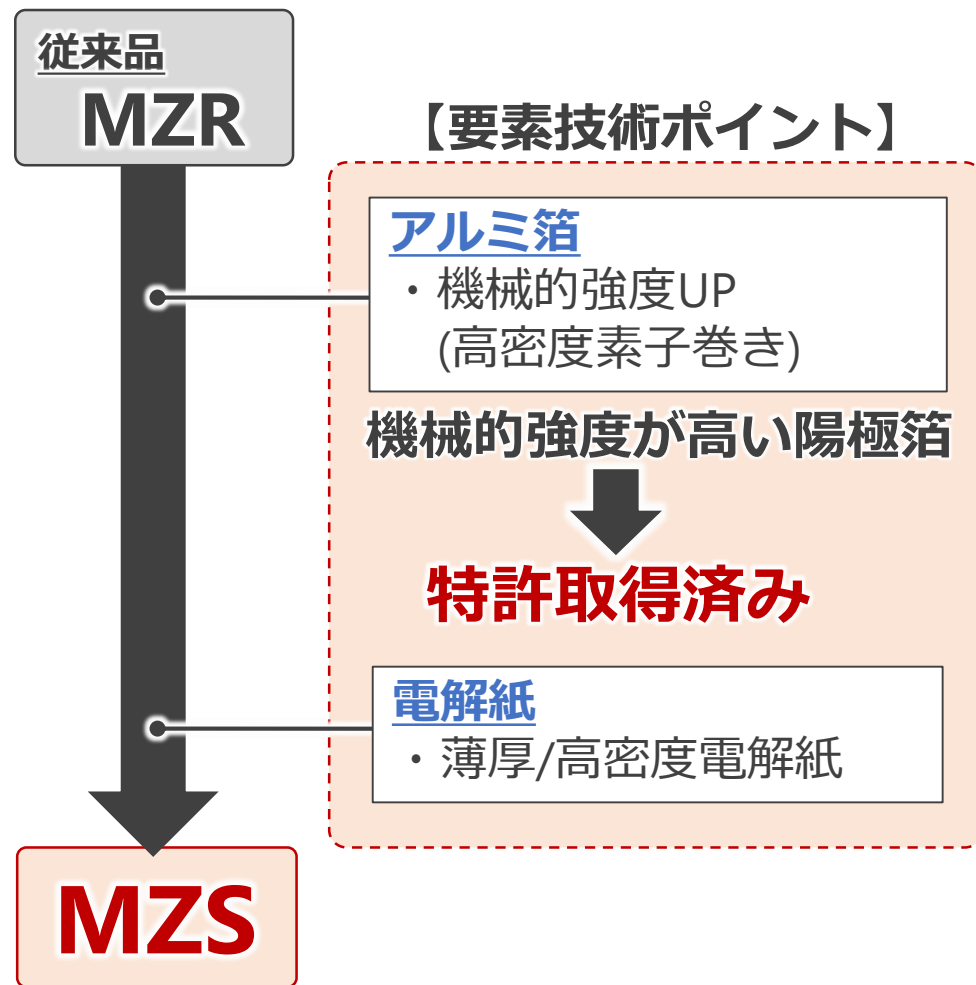 従来品
MZR
【要素技術ポイント】
アルミ箔
・機械的強度UP
(高密度素子巻き)
機械的強度が高い陽極箔
特許取得済み
電解紙
・薄厚/高密度電解紙
MZS